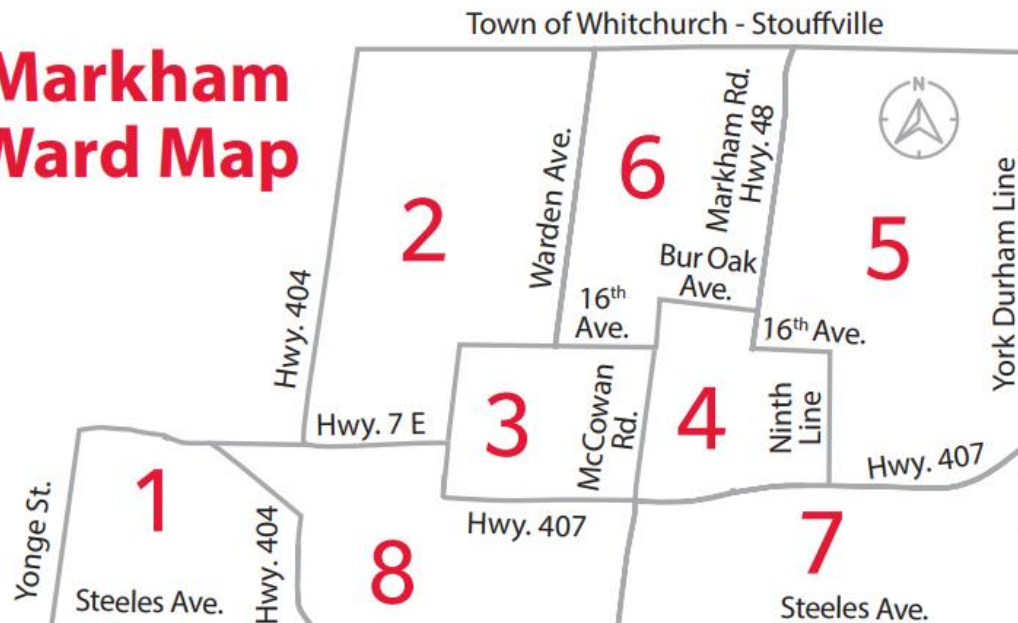 Town of Whitchurch - Stouffville
Markham
Ward Map
N
Markham Rd.
Hwy. 48
6
Warden Ave.
2
5
York Durham Line
Bur Oak
Ave.
Hwy. 404
16th
Ave.
16th Ave.
3
McCowan
Rd.
4
Ninth
Line
Hwy. 7 E
Hwy. 407
1
Yonge St.
Hwy. 404
Hwy. 407
7
8
Steeles Ave.
Steeles Ave.